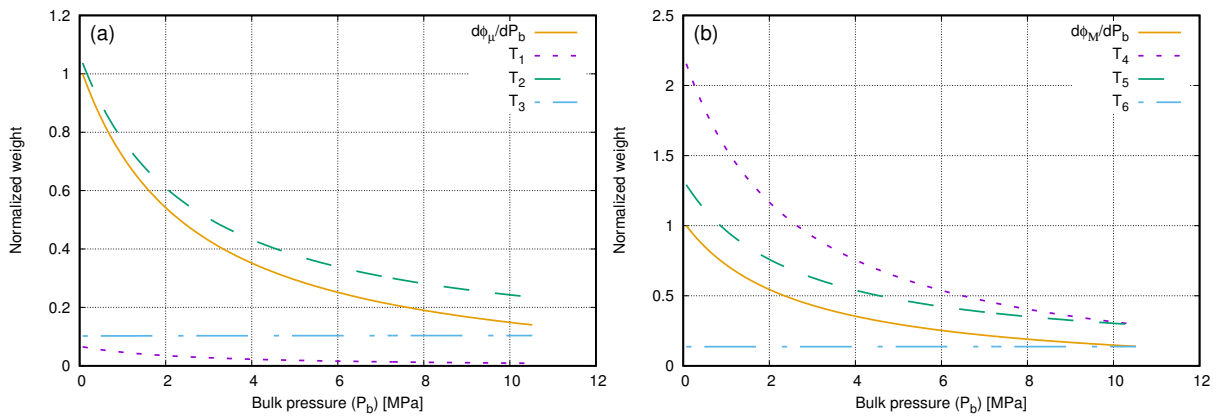 (a)
dϕμ/dPb
T1
T2
T3
1.2
1
0.8
0.6
0.4
0.2
0
0 2 4 6 8 10 12
Normalized weight
Bulk pressure (Pb) [MPa]
(b)
dϕM/dPb
T4
T5
T6
2.5
2
1.5
1
0.5
0
0 2 4 6 8 10 12
Normalized weight
Bulk pressure (Pb) [MPa]